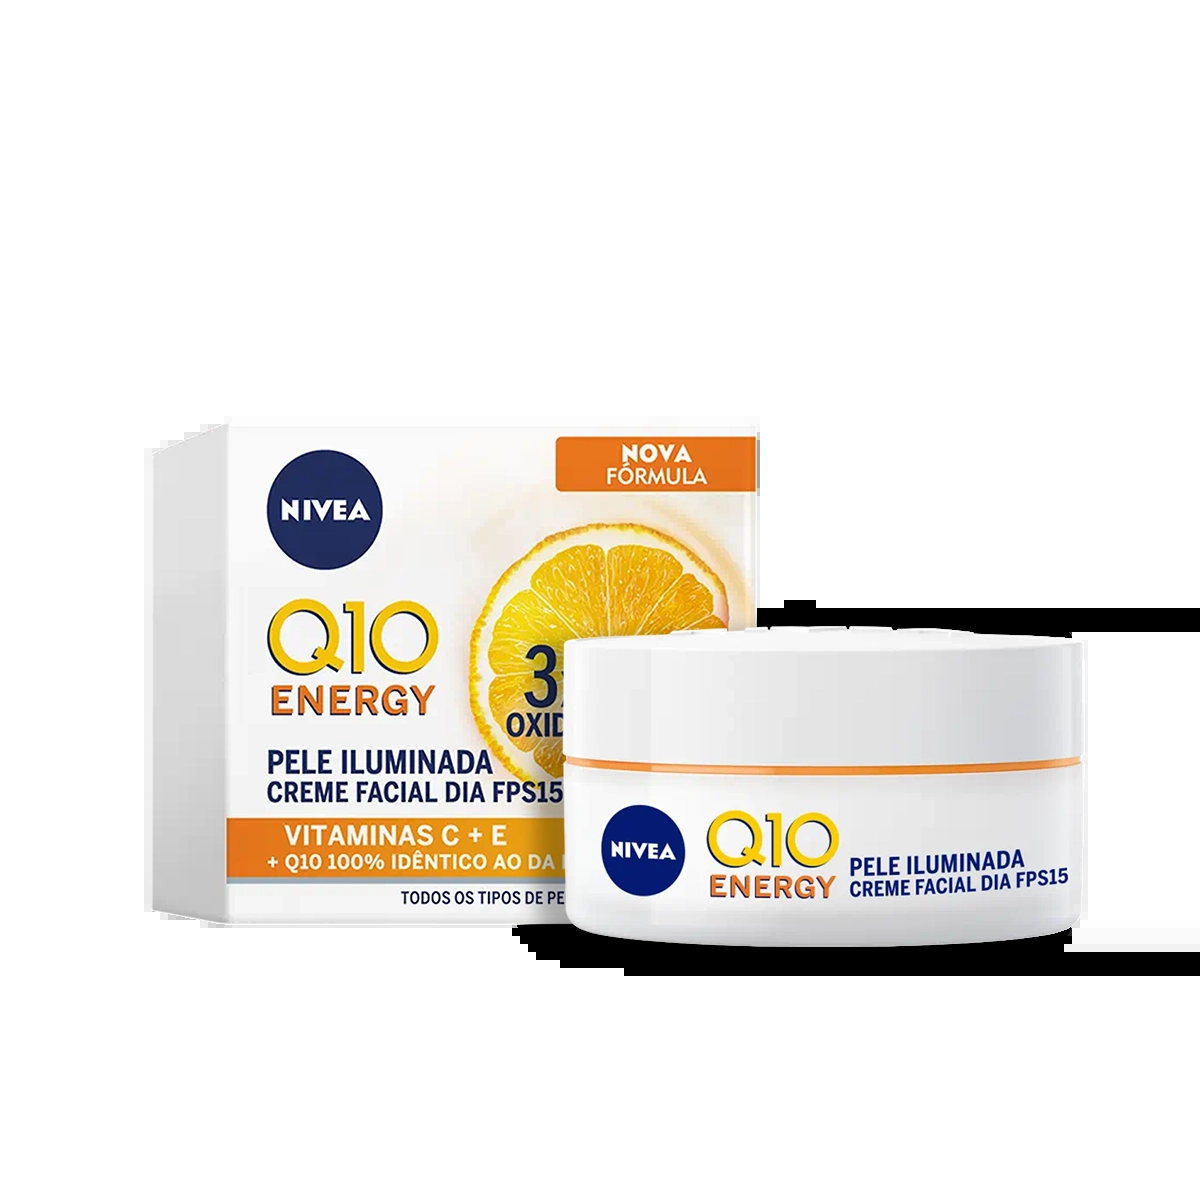 NOVA
FÓRMULA
NIVEA
Q10
ENERGY
PELE ILUMINADA
CREME FACIAL DIA FPS15
VITAMINAS C + E
+ Q10 100% IDÊNTICO AO DA
TODOS OS TIPOS DE
NIVEA
Q10
ENERGY
PELE ILUMINADA
CREME FACIAL DIA FPS15